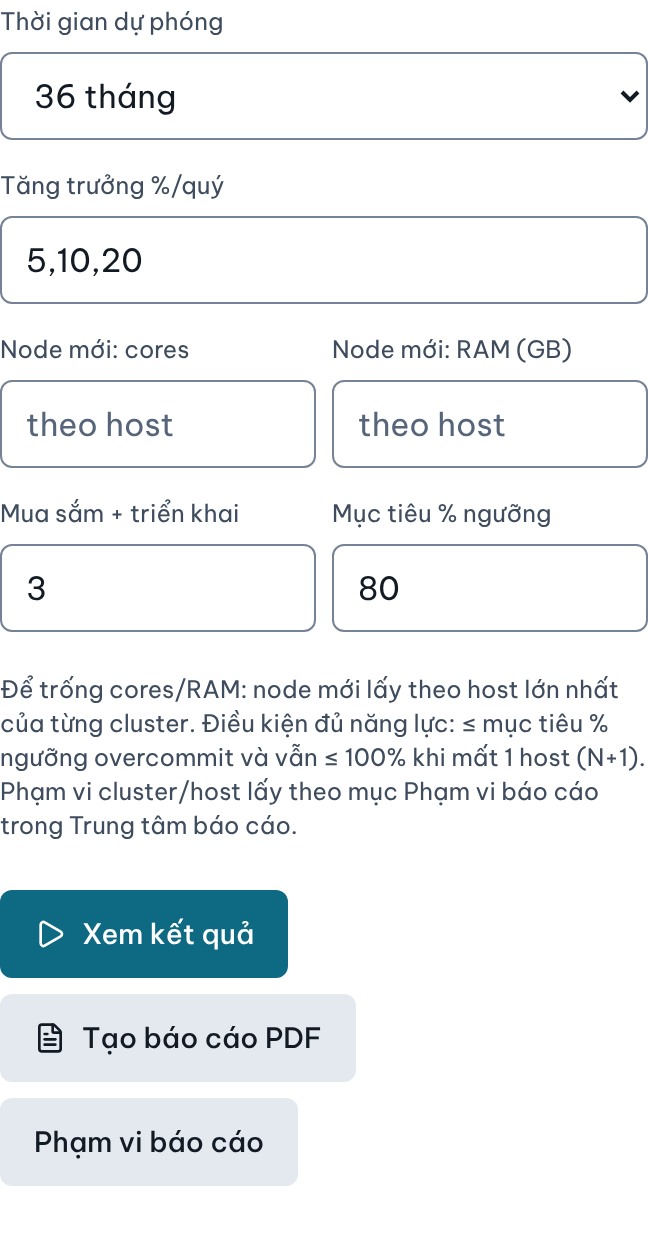 Thời gian dự phóng
36 tháng
Tăng trưởng %/quý
5,10,20
Node mới: cores
Node mới: RAM (GB)
theo host
theo host
Mua sắm + triển khai
Mục tiêu % ngưỡng
3
80
Để trống cores/RAM: node mới lấy theo host lớn nhất
của từng cluster. Điều kiện đủ năng lực: ≤ mục tiêu %
ngưỡng overcommit và vẫn ≤ 100% khi mất 1 host (N+1).
Phạm vi cluster/host lấy theo mục Phạm vi báo cáo
trong Trung tâm báo cáo.
Xem kết quả
Tạo báo cáo PDF
Phạm vi báo cáo